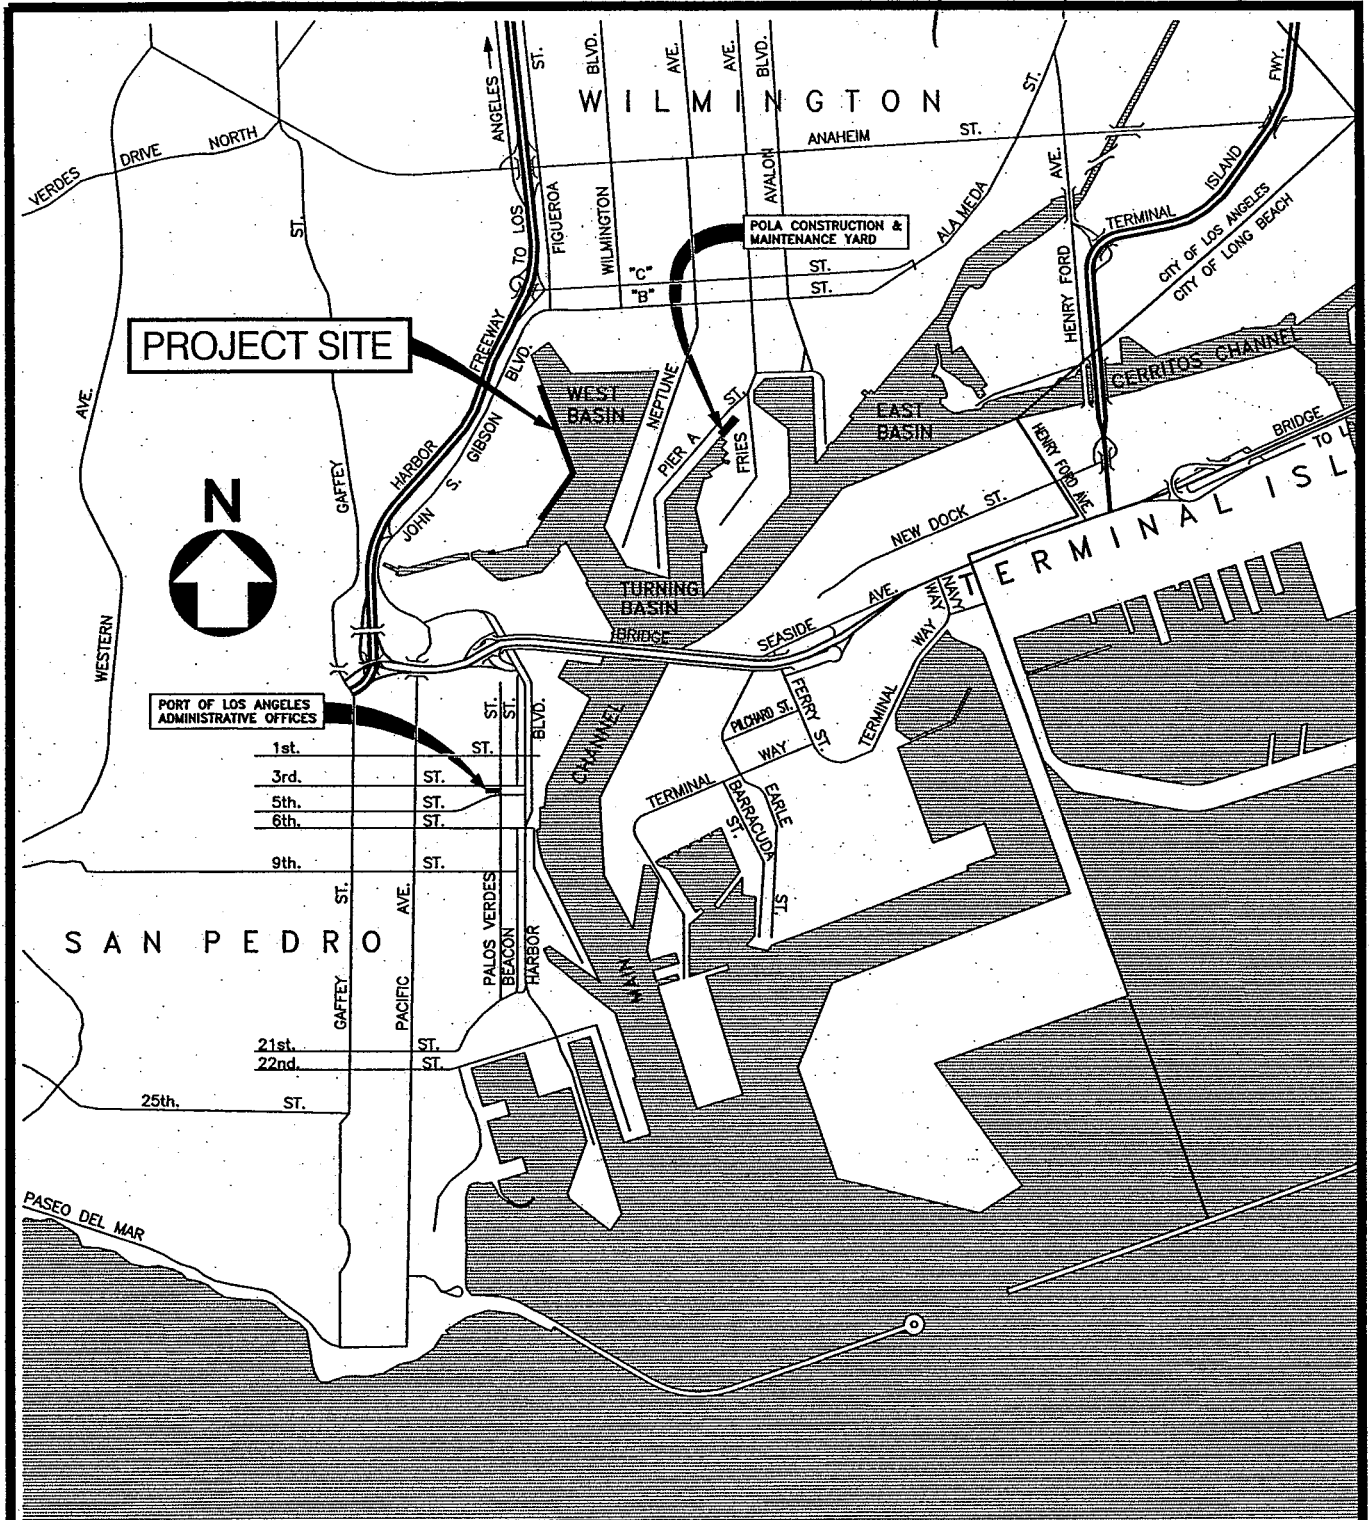 ANGELES
ST.
BLVD.
AVE.
AVE.
BLVD.
ST.
FWY.
WILMINGTON
ANAHEIM ST.
VERDES DRIVE NORTH
ST.
TO LOS
FIGUEROA
WILMINGTON
AVALON
ALAMEDA
AVE.
HENRY FORD
TERMINAL ISLAND
CITY OF LOS ANGELES
CITY OF LONG BEACH
POLA CONSTRUCTION &
MAINTENANCE YARD
"C" ST.
"B" ST.
PROJECT SITE
HARBOR FREEWAY
JOHN S. GIBSON BLVD.
WEST
BASIN
NEPTUNE
PIER A ST.
FRIES
EAST
BASIN
CERRITOS CHANNEL
HENRY FORD AVE.
BRIDGE
TO L
AVE.
WESTERN
GAFFEY
N
NEW DOCK ST.
TERMINAL ISL
TURNING
BASIN
BRIDGE
SEASIDE AVE.
NAVY
WAY
TERMINAL WAY
PORT OF LOS ANGELES
ADMINISTRATIVE OFFICES
ST.
ST.
BLVD.
CHANNEL
PILCHARD ST.
FERRY ST.
TERMINAL WAY
EARLE
ST.
BARRACUDA
ST.
1st. ST.
3rd. ST.
5th. ST.
6th. ST.
9th. ST.
SAN PEDRO
GAFFEY ST.
PACIFIC AVE.
PALOS VERDES
BEACON
HARBOR
MAIN
21st. ST.
22nd. ST.
25th. ST.
PASEO DEL MAR